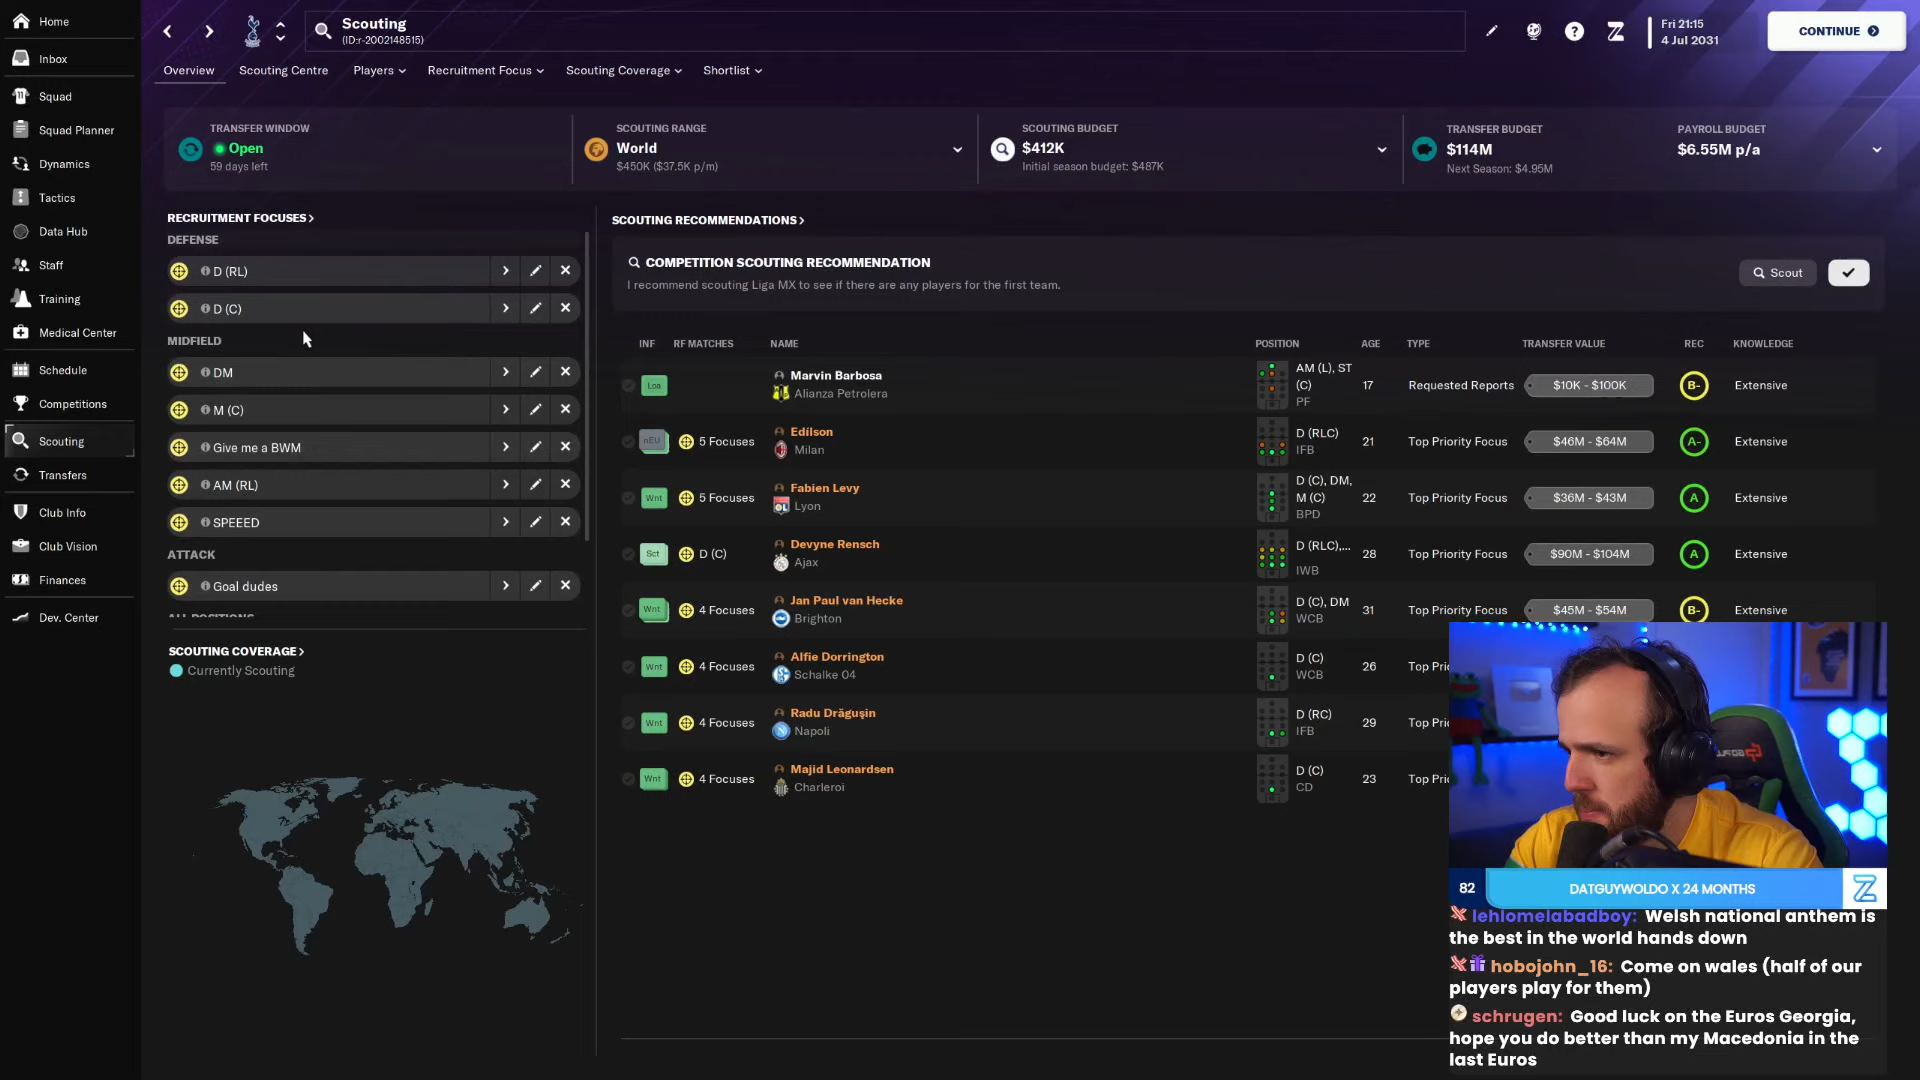 Home
Inbox
Squad
Squad Planner
Dynamics
Tactics
Data Hub
Staff
Training
Medical Center
Schedule
Competitions
Scouting
Transfers
Club Info
Club Vision
Finances
Dev. Center
Scouting
(ID:r-2002148515)
Fri 21:15
4 Jul 2031
CONTINUE
Overview
Scouting Centre
Players
Recruitment Focus
Scouting Coverage
Shortlist
TRANSFER WINDOW
Open
59 days left
SCOUTING RANGE
World
$450K ($37.5K p/m)
SCOUTING BUDGET
$412K
Initial season budget: $487K
TRANSFER BUDGET
$114M
Next Season: $4.95M
PAYROLL BUDGET
$6.55M p/a
RECRUITMENT FOCUSES
DEFENSE
D (RL)
D (C)
MIDFIELD
DM
M (C)
Give me a BWM
AM (RL)
SPEEED
ATTACK
Goal dudes
SCOUTING COVERAGE
Currently Scouting
SCOUTING RECOMMENDATIONS
COMPETITION SCOUTING RECOMMENDATION
I recommend scouting Liga MX to see if there are any players for the first team.
Scout
INF RF MATCHES NAME POSITION AGE TYPE TRANSFER VALUE REC KNOWLEDGE
Loa Marvin Barbosa Alianza Petrolera AM (L), ST (C) PF 17 Requested Reports $10K - $100K B- Extensive
nEU 5 Focuses Edílson Milan D (RLC) IFB 21 Top Priority Focus $46M - $64M A- Extensive
Wnt 5 Focuses Fabien Levy Lyon D (C), DM, M (C) BPD 22 Top Priority Focus $36M - $43M A Extensive
Sct D (C) Devyne Rensch Ajax D (RLC),... IWB 28 Top Priority Focus $90M - $104M A Extensive
Wnt 4 Focuses Jan Paul van Hecke Brighton D (C), DM WCB 31 Top Priority Focus $45M - $54M B- Extensive
Wnt 4 Focuses Alfie Dorrington Schalke 04 D (C) WCB 26 Top Prio
Wnt 4 Focuses Radu Drăguşin Napoli D (RC) IFB 29 Top Prio
Wnt 4 Focuses Majid Leonardsen Charleroi D (C) CD 23 Top Prio
82 DATGUYWOLDO X 24 MONTHS
lehlomelabadboy: Welsh national anthem is
the best in the world hands down
hobojohn_16: Come on wales (half of our
players play for them)
schrugen: Good luck on the Euros Georgia,
hope you do better than my Macedonia in the
last Euros